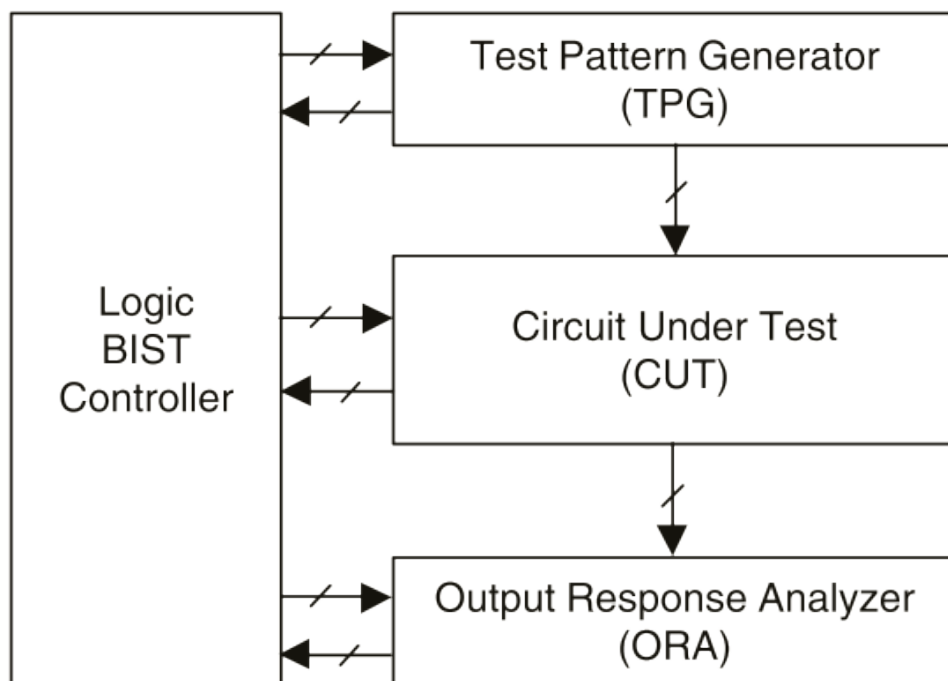 Test Pattern Generator
(TPG)
Logic
BIST
Controller
Circuit Under Test
(CUT)
Output Response Analyzer
(ORA)